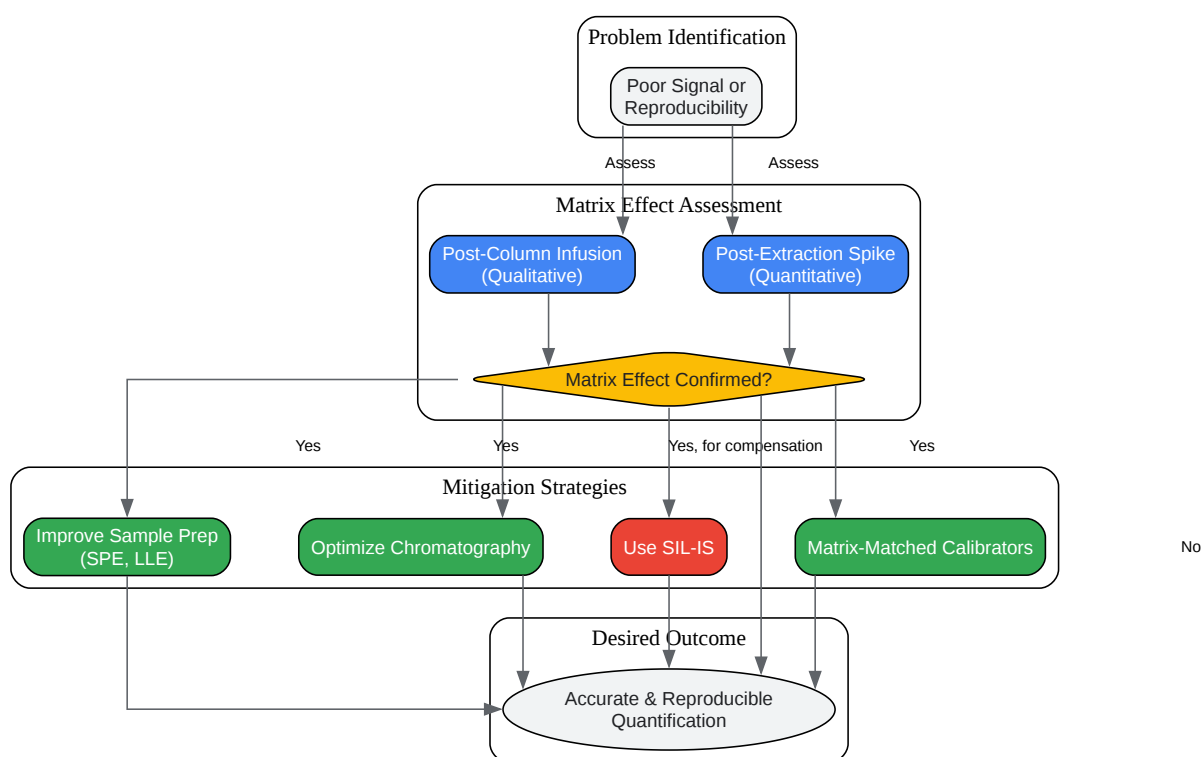 Problem Identification
Poor Signal or
Reproducibility
Assess
Assess
Matrix Effect Assessment
Post-Column Infusion
(Qualitative)
Post-Extraction Spike
(Quantitative)
Matrix Effect Confirmed?
Yes
Yes
Yes, for compensation
Yes
Mitigation Strategies
Improve Sample Prep
(SPE, LLE)
Optimize Chromatography
Use SIL-IS
Matrix-Matched Calibrators
No
Desired Outcome
Accurate & Reproducible
Quantification